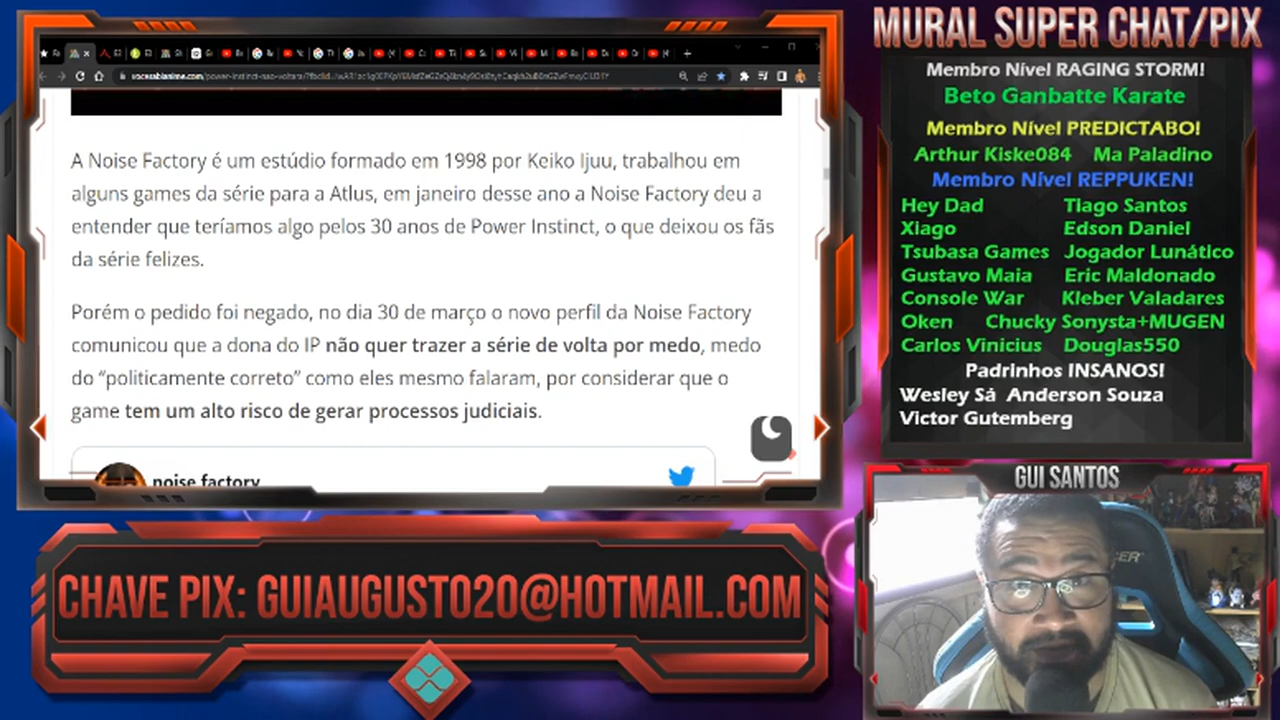 A Noise Factory é um estúdio formado em 1998 por Keiko Ijuu, trabalhou em
alguns games da série para a Atlus, em janeiro desse ano a Noise Factory deu a
entender que teríamos algo pelos 30 anos de Power Instinct, o que deixou os fãs
da série felizes.
Porém o pedido foi negado, no dia 30 de março o novo perfil da Noise Factory
comunicou que a dona do IP não quer trazer a série de volta por medo, medo
do “politicamente correto” como eles mesmo falaram, por considerar que o
game tem um alto risco de gerar processos judiciais.
noise factory
CHAVE PIX: GUIAUGUSTO20@HOTMAIL.COM
MURAL SUPER CHAT/PIX
Membro Nível RAGING STORM!
Beto Ganbatte Karate
Membro Nível PREDICTABO!
Arthur Kiske084 Ma Paladino
Membro Nível REPPUKEN!
Hey Dad Tiago Santos
Xiago Edson Daniel
Tsubasa Games Jogador Lunático
Gustavo Maia Eric Maldonado
Console War Kleber Valadares
Oken Chucky Sonysta+MUGEN
Carlos Vinicius Douglas550
Padrinhos INSANOS!
Wesley Sá Anderson Souza
Victor Gutemberg
GUI SANTOS